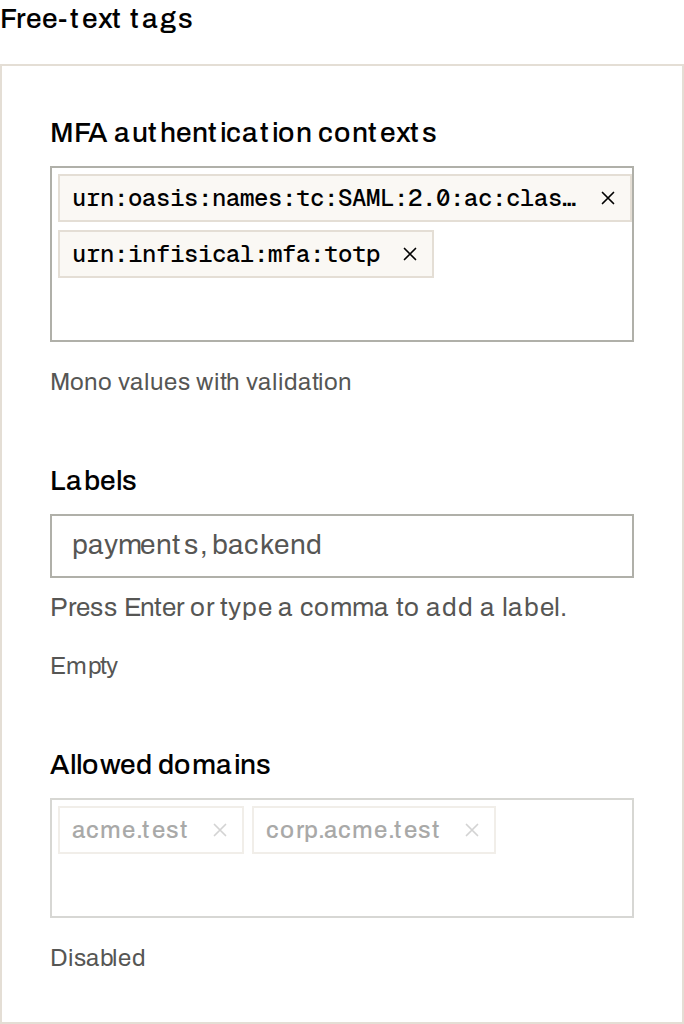 Free-text tags
MFA authentication contexts
urn:oasis:names:tc:SAML:2.0:ac:clas…
urn:infisical:mfa:totp
Mono values with validation
Labels
payments, backend
Press Enter or type a comma to add a label.
Empty
Allowed domains
acme.test corp.acme.test
Disabled